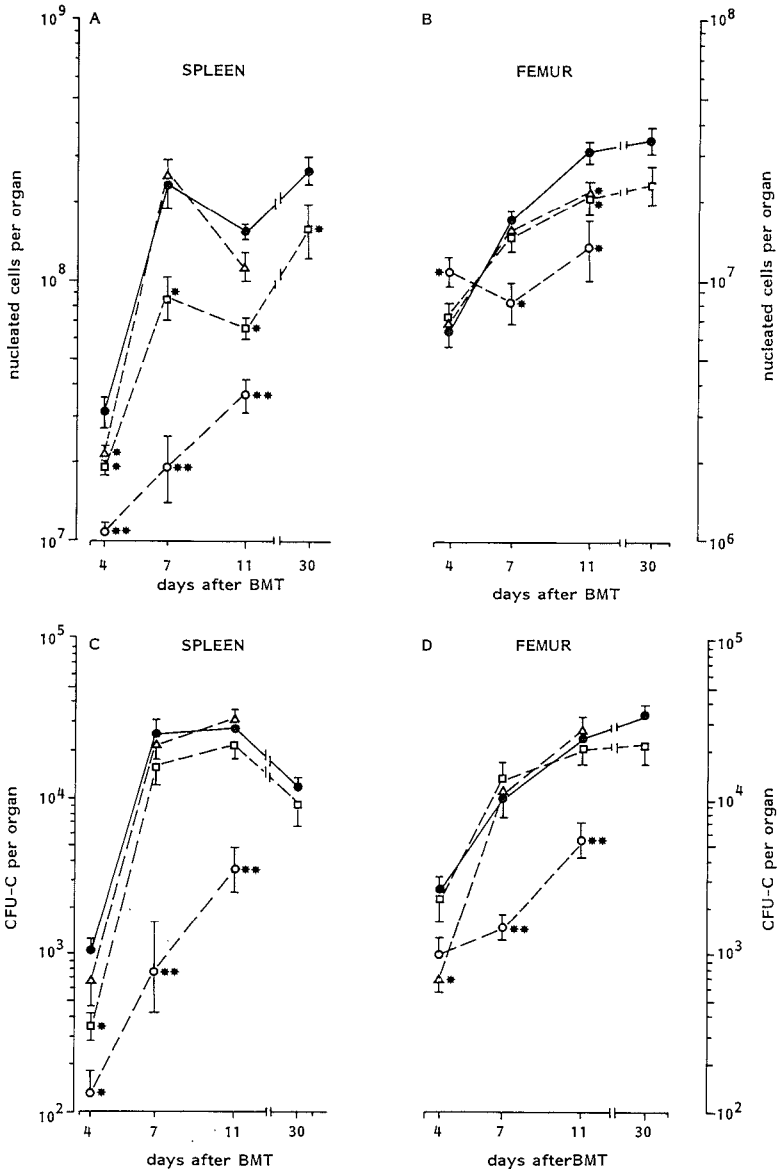 A
SPLEEN
10⁹
10⁸
10⁷
nucleated cells per organ
* * ** * ** * ** *
4 7 11 30
days after BMT
B
FEMUR
10⁸
10⁷
10⁶
nucleated cells per organ
* * * * *
4 7 11 30
days after BMT
C
SPLEEN
10⁵
10⁴
10³
10²
CFU-C per organ
* * ** **
4 7 11 30
days after BMT
D
FEMUR
10⁵
10⁴
10³
10²
CFU-C per organ
* ** **
4 7 11 30
days afterBMT